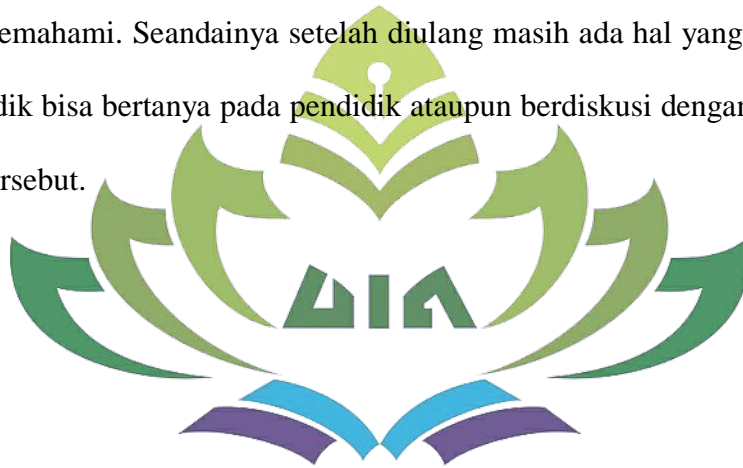 emahami. Seandainya setelah diulang masih ada hal yang
dik bisa bertanya pada pendidik ataupun berdiskusi dengan
rsebut.
UIN